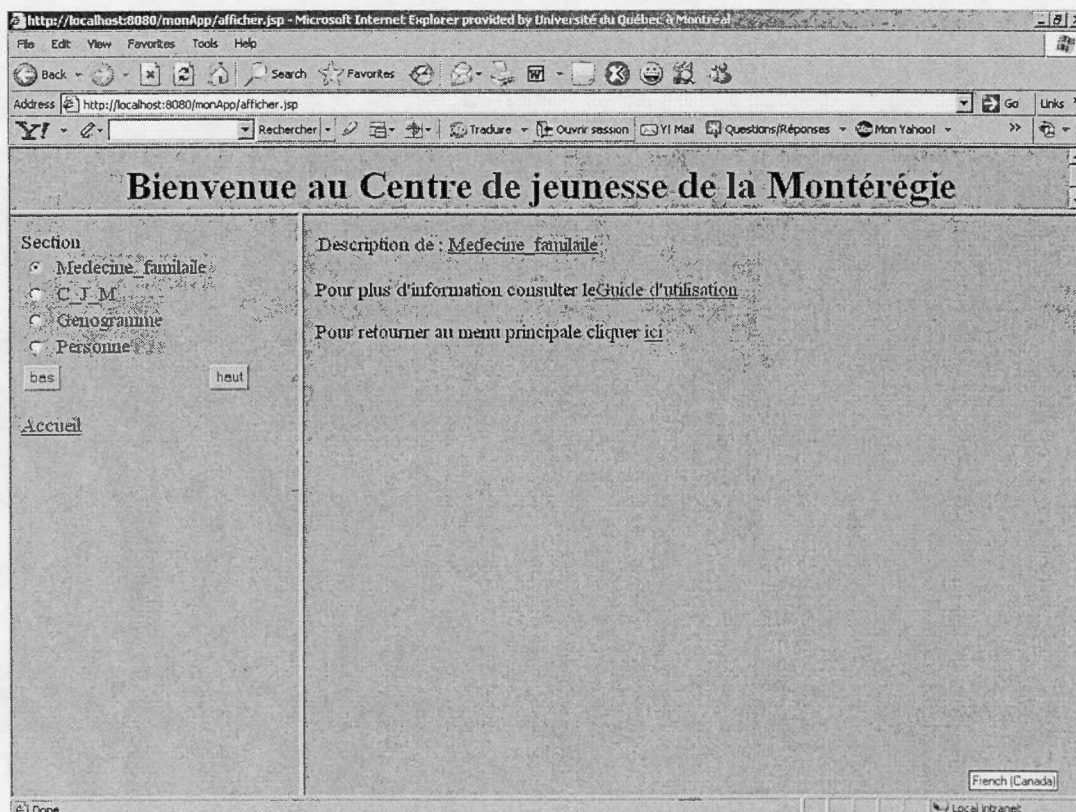 http://localhost:8080/monApp/afficher.jsp - Microsoft Internet Explorer provided by Université du Québec à Montréal
File Edit View Favorites Tools Help
Back Search Favorites
Address http://localhost:8080/monApp/afficher.jsp Go Links »
Y! Rechercher Traduire Ouvrir session Y! Mail Questions/Réponses Mon Yahoo! »
Bienvenue au Centre de jeunesse de la Montérégie
Section
Medecine_familaile
C_J_M
Genogramme
Personne
bas haut
Accueil
Description de : Medecine_familaile
Pour plus d'information consulter leGuide d'utilisation
Pour retourner au menu principale cliquer ici
French (Canada)
Done Local intranet